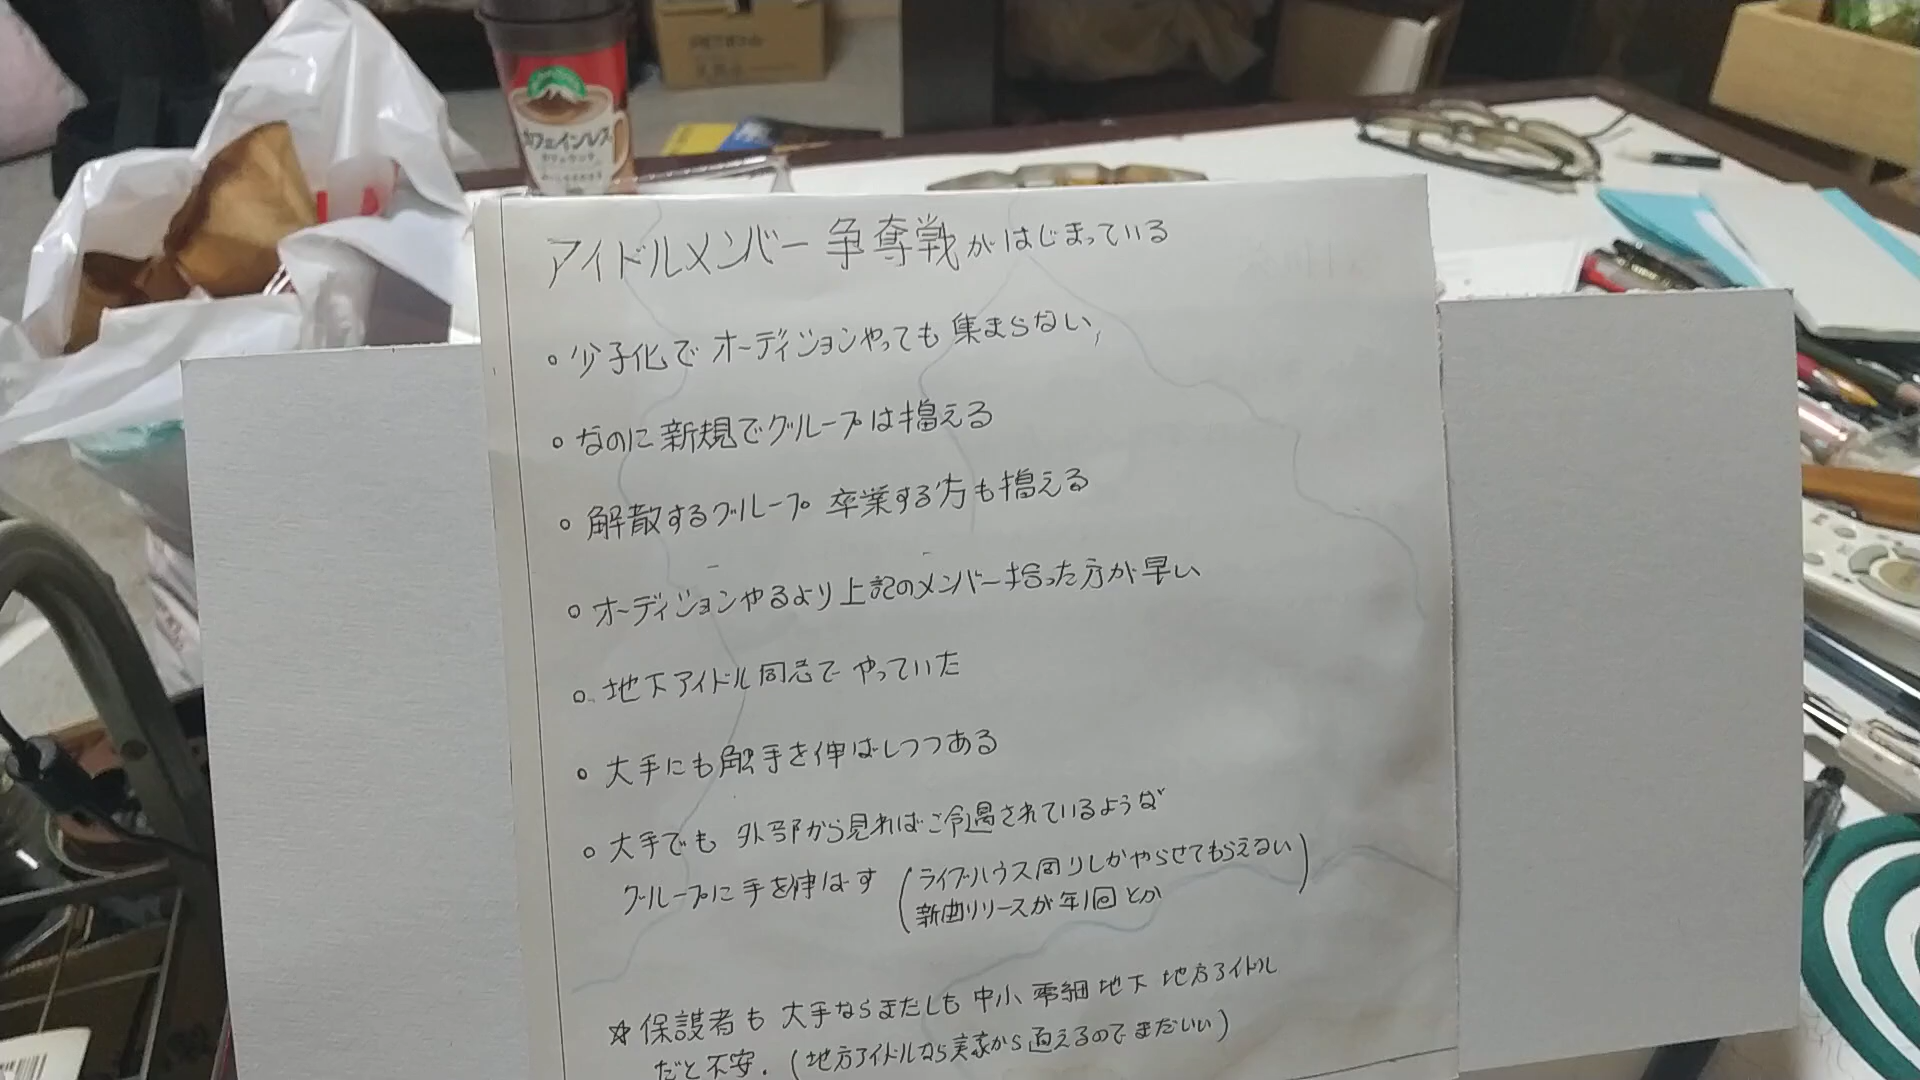 カフェインレス
アイドルメンバー争奪戦がはじまっている
○ 少子化でオーディションやっても集まらない
○ なのに新規でグループは増える
○ 解散するグループ 卒業する方も増える
○ オーディションやるより上記のメンバー拾った方が早い
○ 地下アイドル同志でやっていた
○ 大手にも触手を伸ばしつつある
○ 大手でも 外部から見ればご冷遇されているような
グループに手を伸ばす (ライブハウス周りしかやらせてもらえない)
新曲リリースが年1回とか
☆ 保護者も 大手ならまだしも 中小、零細 地下 地方アイドル
だと不安. (地方アイドルなら実家から通えるのでまだいい)